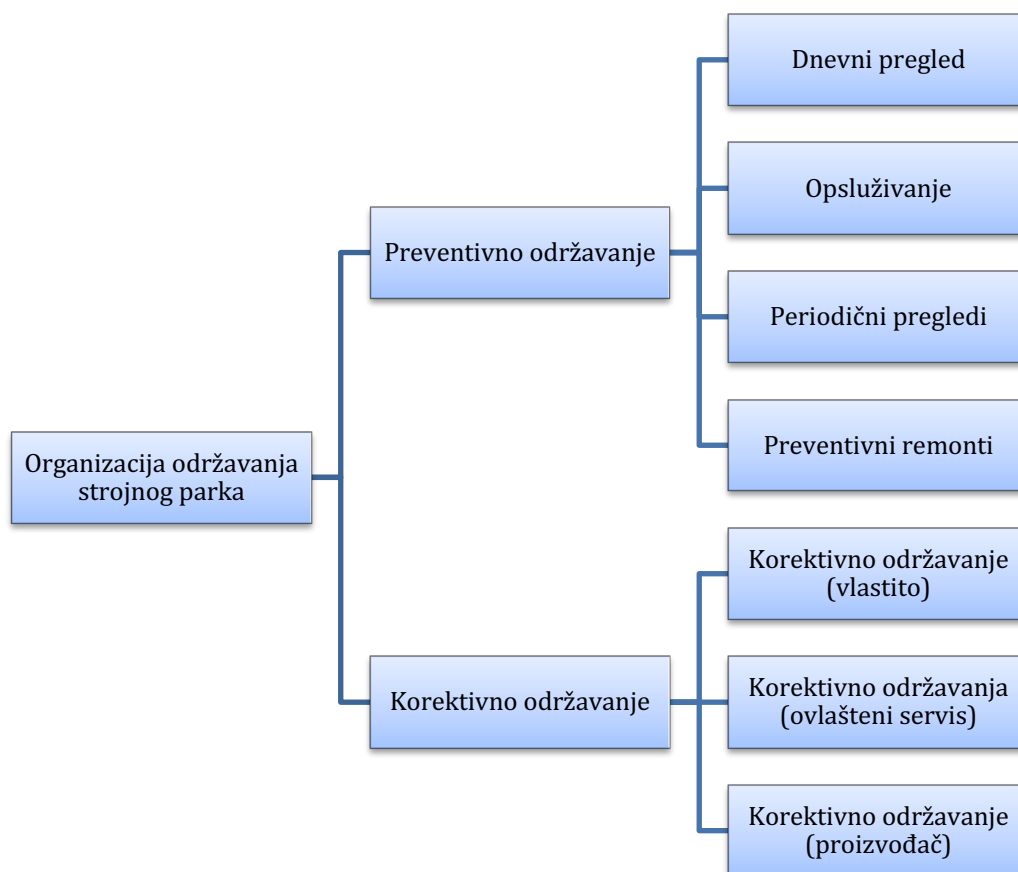 Organizacija održavanja
strojnog parka
Preventivno održavanje
Dnevni pregled
Opsluživanje
Periodični pregledi
Preventivni remonti
Korektivno održavanje
Korektivno održavanje
(vlastito)
Korektivno održavanja
(ovlašteni servis)
Korektivno održavanje
(proizvođač)